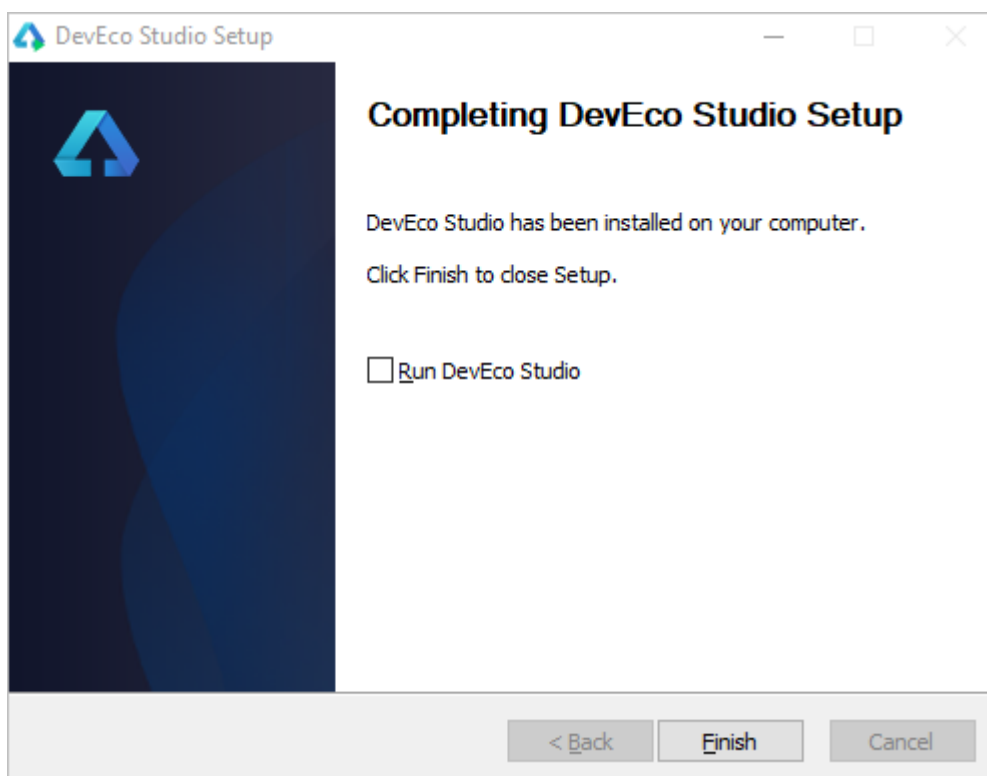 DevEco Studio Setup
Completing DevEco Studio Setup
DevEco Studio has been installed on your computer.
Click Finish to close Setup.
Run DevEco Studio
< Back
Finish
Cancel